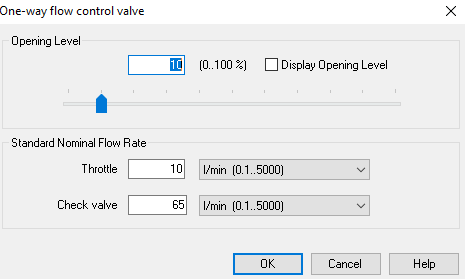 One-way flow control valve
Opening Level
10 (0..100 %) Display Opening Level
Standard Nominal Flow Rate
Throttle 10 l/min (0.1..5000)
Check valve 65 l/min (0.1..5000)
OK Cancel Help